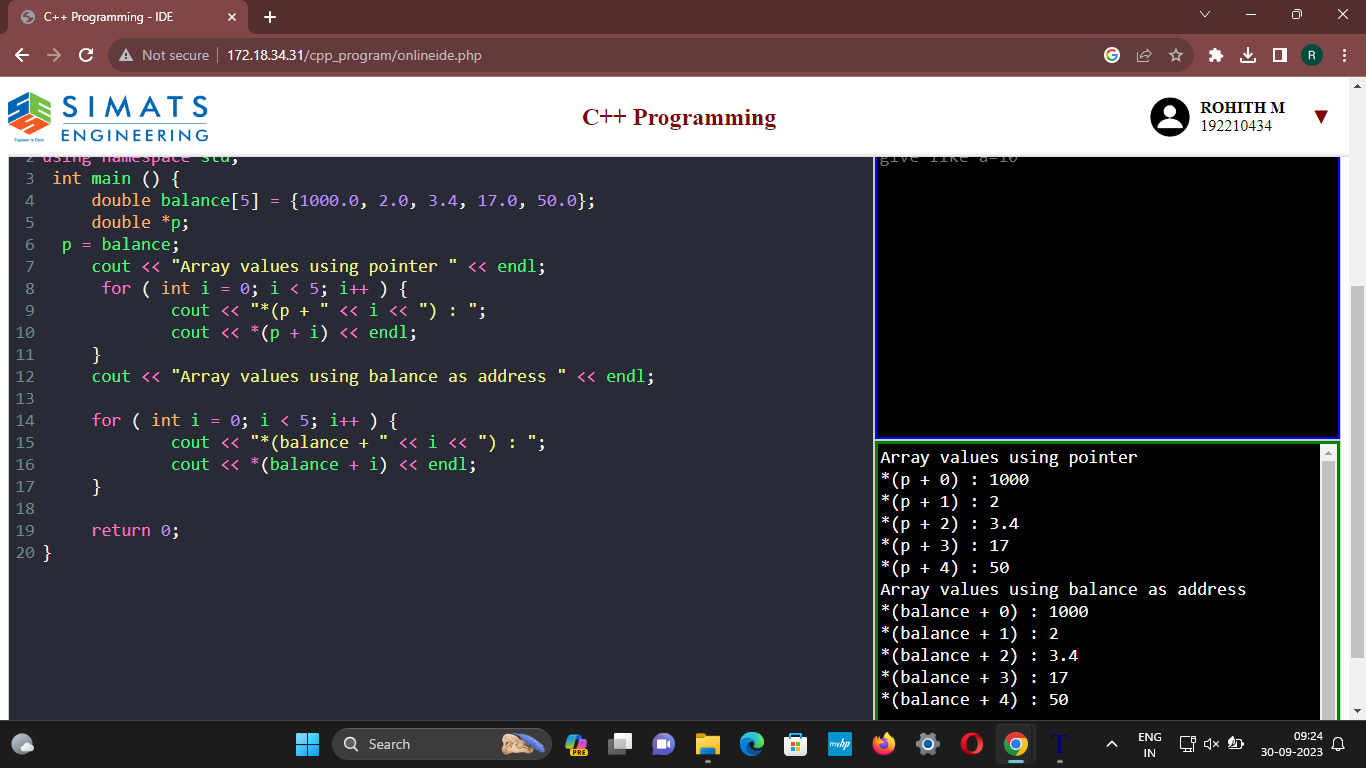 C++ Programming - IDE
Not secure
172.18.34.31/cpp_program/onlineide.php
R
SIMATS
ENGINEERING
Engineer to Excel
C++ Programming
ROHITH M
192210434
2 using namespace std;
3 int main () {
4 double balance[5] = {1000.0, 2.0, 3.4, 17.0, 50.0};
5 double *p;
6 p = balance;
7 cout << "Array values using pointer " << endl;
8 for ( int i = 0; i < 5; i++ ) {
9 cout << "*(p + " << i << ") : ";
10 cout << *(p + i) << endl;
11 }
12 cout << "Array values using balance as address " << endl;
13
14 for ( int i = 0; i < 5; i++ ) {
15 cout << "*(balance + " << i << ") : ";
16 cout << *(balance + i) << endl;
17 }
18
19 return 0;
20 }
give like a=10
Array values using pointer
*(p + 0) : 1000
*(p + 1) : 2
*(p + 2) : 3.4
*(p + 3) : 17
*(p + 4) : 50
Array values using balance as address
*(balance + 0) : 1000
*(balance + 1) : 2
*(balance + 2) : 3.4
*(balance + 3) : 17
*(balance + 4) : 50
Search
PRE
myhp
T
ENG
IN
09:24
30-09-2023